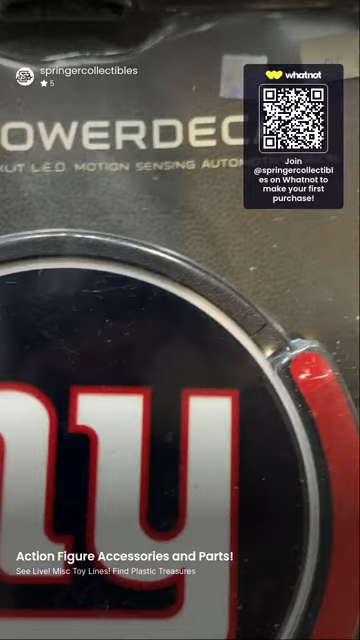 springercollectibles
5
whatnot
Join
@springercollectibl
es on Whatnot to
make your first
purchase!
OWERDEC
L.E.D. MOTION SENSING
ny
Action Figure Accessories and Parts!
See Live! Misc Toy Lines! Find Plastic Treasures